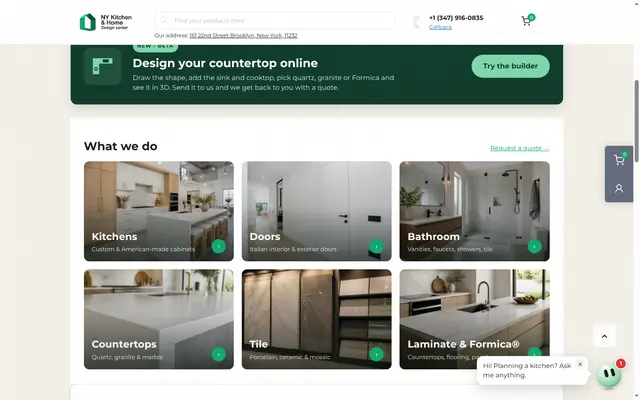 NY Kitchen
& Home
Design center
Find your products here
Our address: 161 22nd Street Brooklyn, New York, 11232
+1 (347) 916-0835
Callback
0
NEW · BETA
Design your countertop online
Draw the shape, add the sink and cooktop, pick quartz, granite or Formica and
see it in 3D. Send it to us and we get back to you with a quote.
Try the builder
0
What we do
Request a quote →
Kitchens
Custom & American-made cabinets
Doors
Italian interior & exterior doors
Bathroom
Vanities, faucets, showers, tile
Countertops
Quartz, granite & marble
Tile
Porcelain, ceramic & mosaic
Laminate & Formica®
Countertops, flooring,
Hi! Planning a kitchen? Ask
me anything.
1